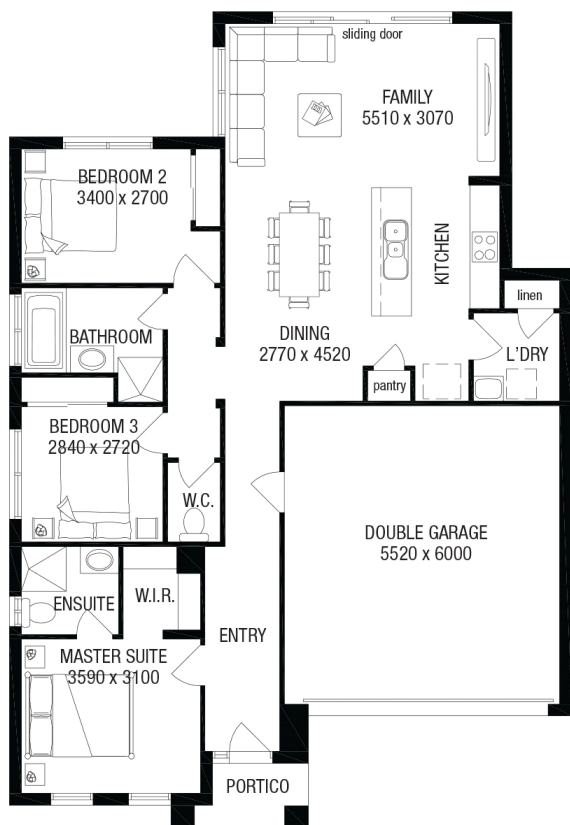 sliding door
FAMILY
5510 x 3070
BEDROOM 2
3400 x 2700
KITCHEN
linen
BATHROOM
DINING
2770 x 4520
L'DRY
pantry
BEDROOM 3
2840 x 2720
W.C.
DOUBLE GARAGE
5520 x 6000
ENSUITE
W.I.R.
ENTRY
MASTER SUITE
3590 x 3100
PORTICO